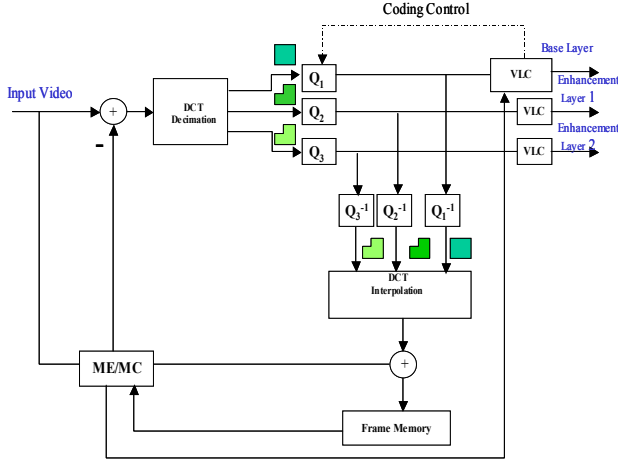 Coding Control
Base Layer
Q1
VLC
Enhancement
Input Video
+
DCT
Decimation
Layer 1
Q2
VLC
Enhancement
-
Layer 2
Q3
VLC
Q3-1
Q2-1
Q1-1
DCT
Interpolation
ME/MC
+
Frame Memory